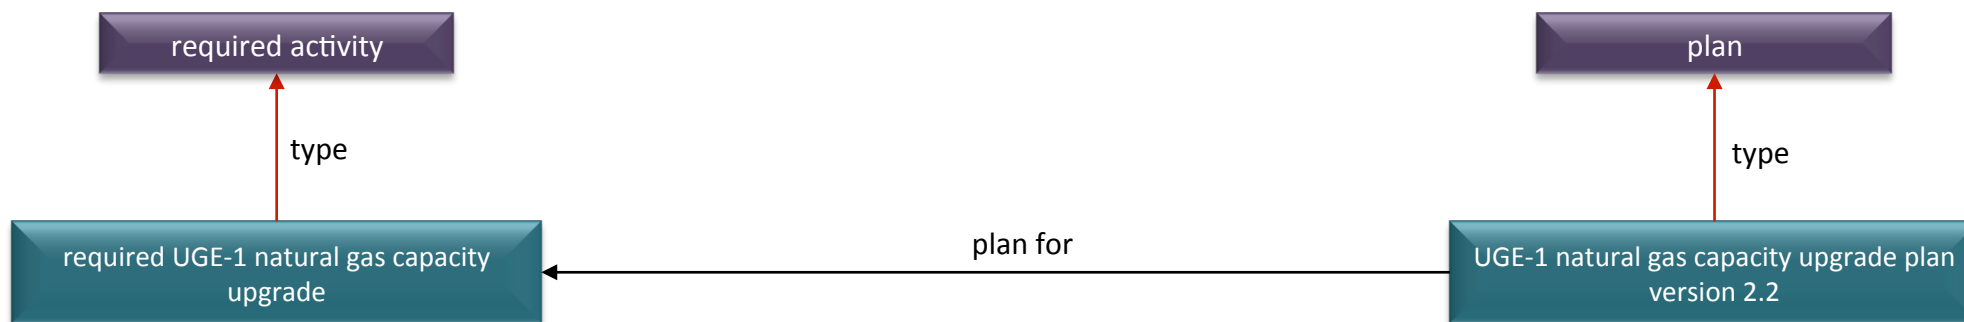 required activity
plan
type
type
required UGE-1 natural gas capacity
upgrade
plan for
UGE-1 natural gas capacity upgrade plan
version 2.2